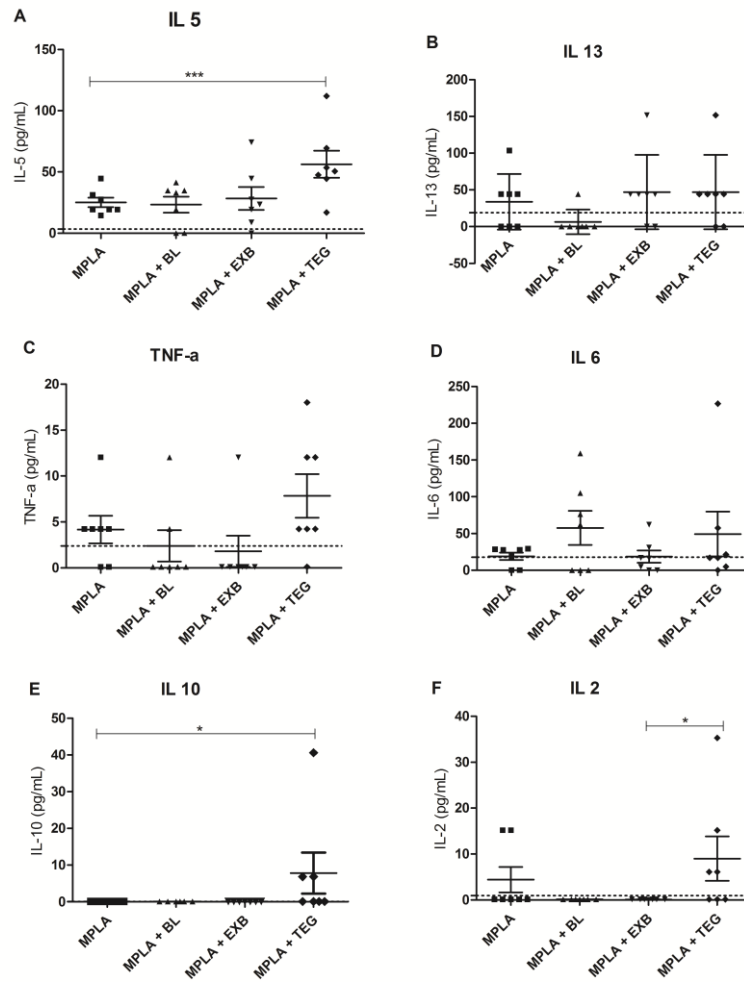 A
IL 5
IL-5 (pg/mL)
150
100
50
0
***
MPLA
MPLA + BL
MPLA + EXB
MPLA + TEG
B
IL 13
IL-13 (pg/mL)
200
150
100
50
0
-50
MPLA
MPLA + BL
MPLA + EXB
MPLA + TEG
C
TNF-a
TNF-a (pg/mL)
20
15
10
5
0
MPLA
MPLA + BL
MPLA + EXB
MPLA + TEG
D
IL 6
IL-6 (pg/mL)
250
200
150
100
50
0
MPLA
MPLA + BL
MPLA + EXB
MPLA + TEG
E
IL 10
IL-10 (pg/mL)
50
40
30
20
10
0
*
MPLA
MPLA + BL
MPLA + EXB
MPLA + TEG
F
IL 2
IL-2 (pg/mL)
40
30
20
10
0
*
MPLA
MPLA + BL
MPLA + EXB
MPLA + TEG